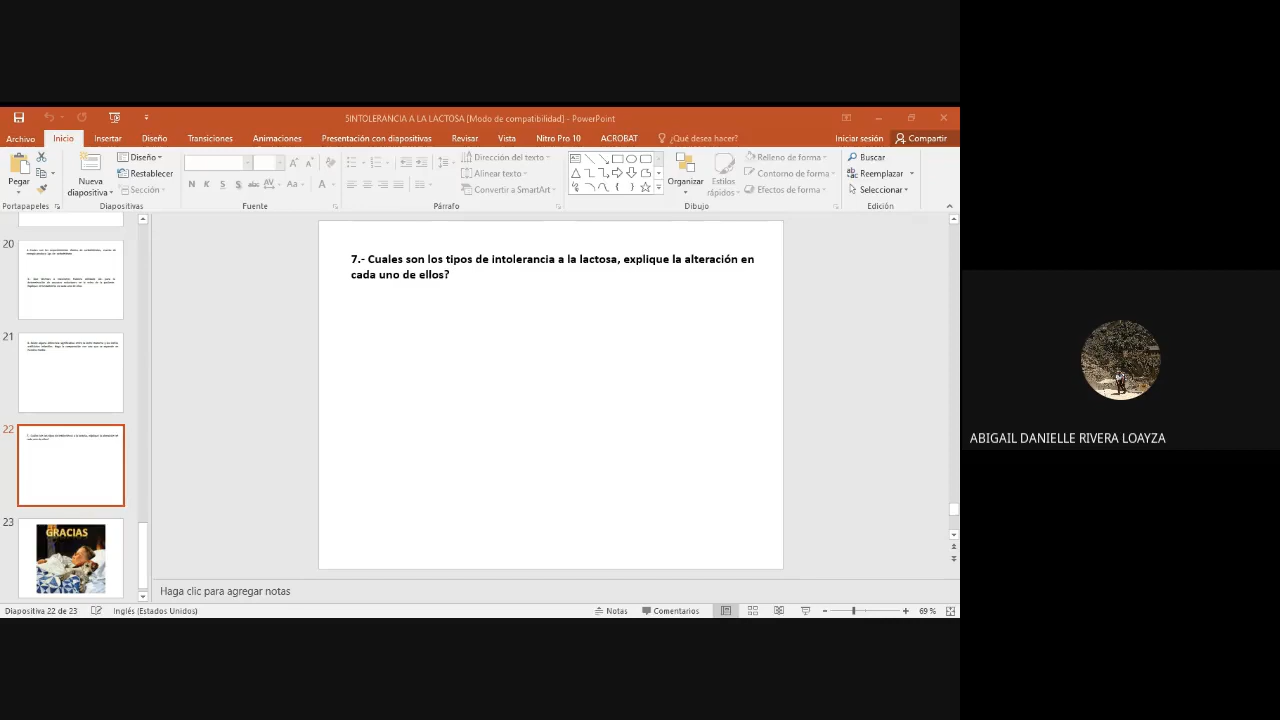 SINTOLERANCIA A LA LACTOSA [Modo de compatibilidad] - PowerPoint
Archivo Inicio Insertar Diseño Transiciones Animaciones Presentación con diapositivas Revisar Vista Nitro Pro 10 ACROBAT ¿Qué desea hacer? Iniciar sesión Compartir
Pegar
Nueva diapositiva
Diseño
Restablecer
Sección
N K S S abc AV Aa A
Dirección del texto
Alinear texto
Convertir a SmartArt
Organizar
Estilos rápidos
Relleno de forma
Contorno de forma
Efectos de forma
Buscar
Reemplazar
Seleccionar
Portapapeles Diapositivas Fuente Párrafo Dibujo Edición
20
21
22
23
GRACIAS
7.- Cuales son los tipos de intolerancia a la lactosa, explique la alteración en
cada uno de ellos?
Haga clic para agregar notas
Diapositiva 22 de 23 Inglés (Estados Unidos) Notas Comentarios 69 %
ABIGAIL DANIELLE RIVERA LOAYZA